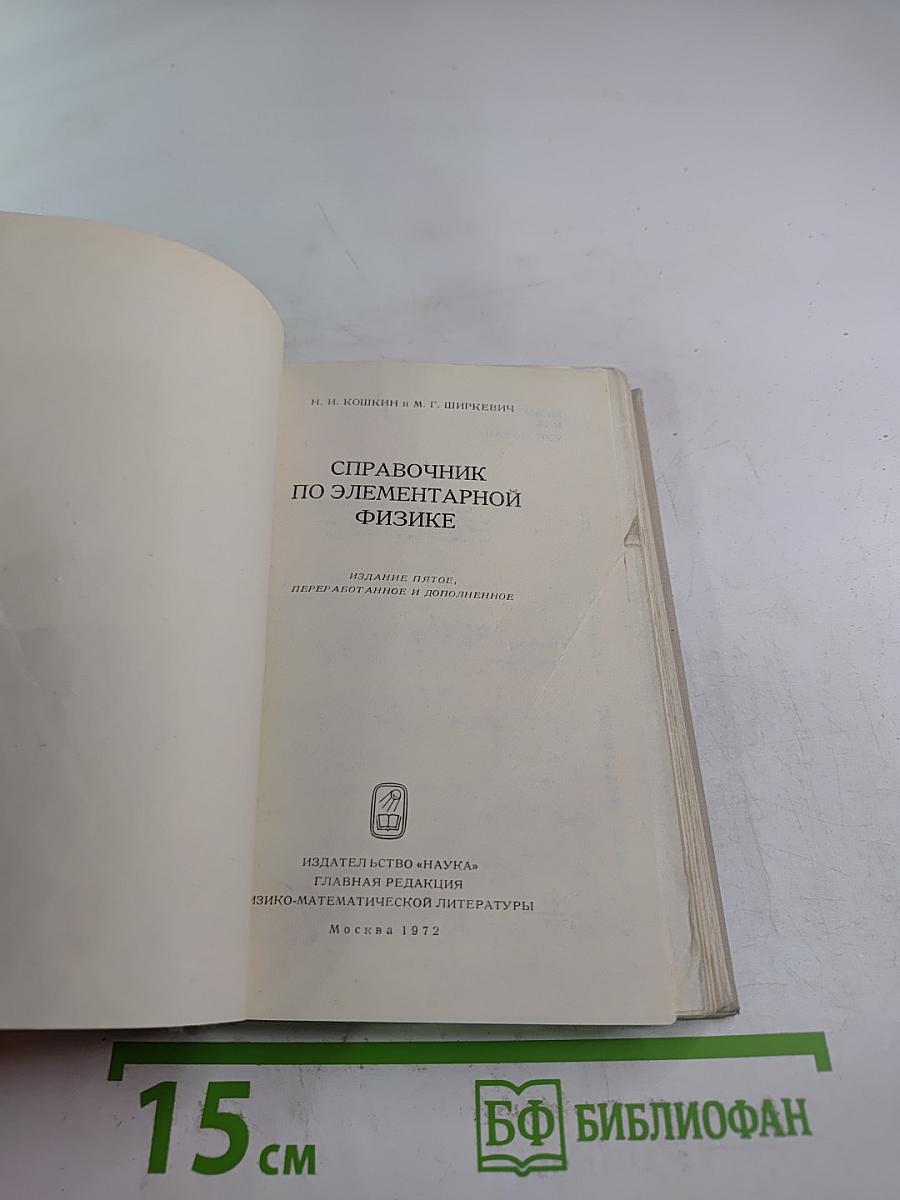 Н. И. КОШКИН и М. Г. ШИРКЕВИЧ
СПРАВОЧНИК
ПО ЭЛЕМЕНТАРНОЙ
ФИЗИКЕ
ИЗДАНИЕ ПЯТОЕ,
ПЕРЕРАБОТАННОЕ И ДОПОЛНЕННОЕ
ИЗДАТЕЛЬСТВО «НАУКА»
ГЛАВНАЯ РЕДАКЦИЯ
ИЗИКО-МАТЕМАТИЧЕСКОЙ ЛИТЕРАТУРЫ
Москва 1972
15 см
БФ БИБЛИОФАН